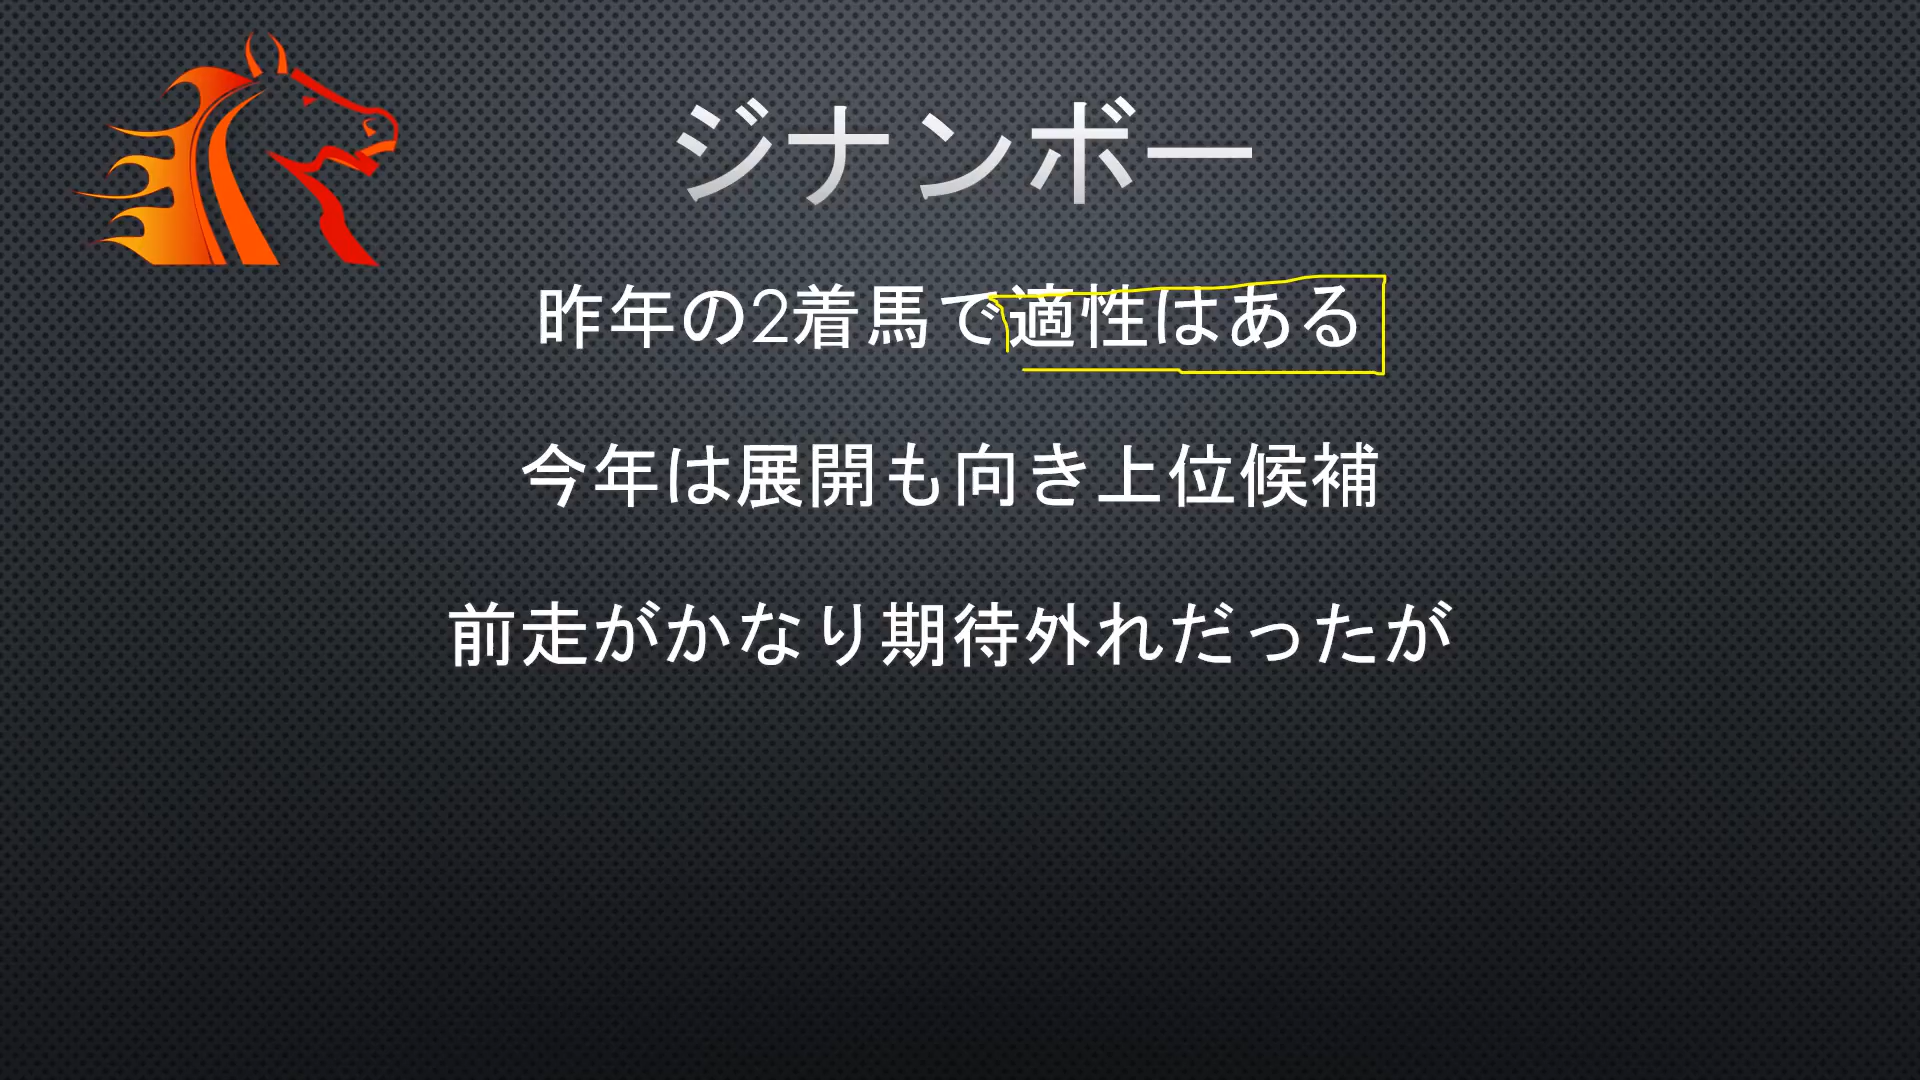 ジナンボー
昨年の2着馬で適性はある
今年は展開も向き上位候補
前走がかなり期待外れだったが